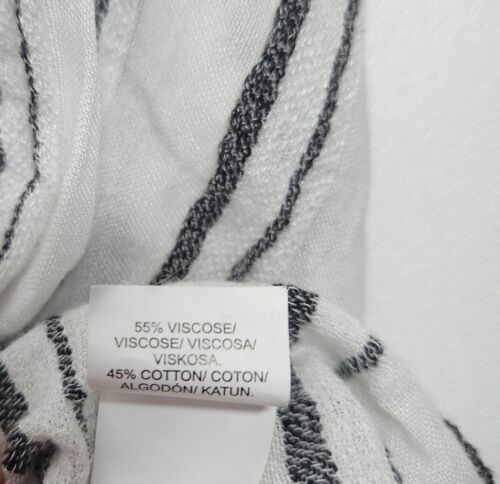 55% VISCOSE/
VISCOSE/ VISCOSA/
VISKOSA.
45% COTTON/ COTON/
ALGODÓN/ KATUN.